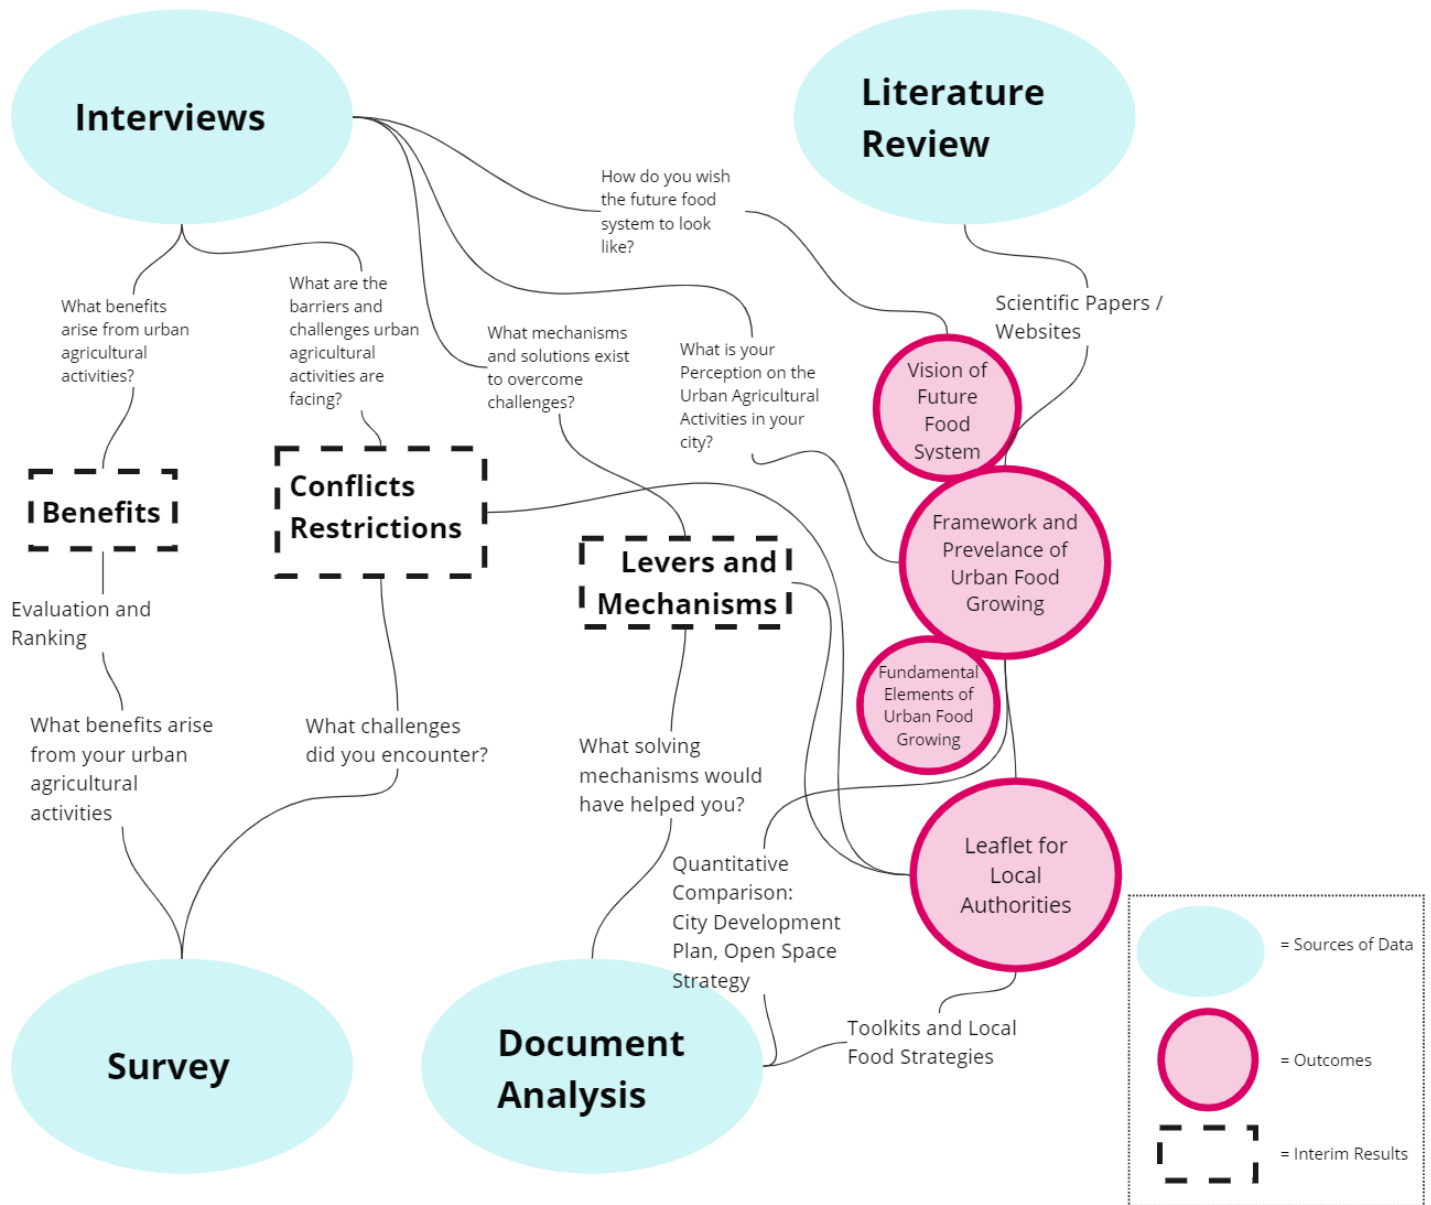 Interviews
Literature
Review
How do you wish
the future food
system to look
like?
What benefits
arise from urban
agricultural
activities?
What are the
barriers and
challenges urban
agricultural
activities are
facing?
What mechanisms
and solutions exist
to overcome
challenges?
What is your
Perception on the
Urban Agricultural
Activities in your
city?
Scientific Papers /
Websites
Vision of
Future
Food
System
Benefits
Conflicts
Restrictions
Levers and
Mechanisms
Framework and
Prevelance of
Urban Food
Growing
Evaluation and
Ranking
Fundamental
Elements of
Urban Food
Growing
What benefits arise
from your urban
agricultural
activities
What challenges
did you encounter?
What solving
mechanisms would
have helped you?
Quantitative
Comparison:
City Development
Plan, Open Space
Strategy
Leaflet for
Local
Authorities
Survey
Document
Analysis
Toolkits and Local
Food Strategies
= Sources of Data
= Outcomes
= Interim Results